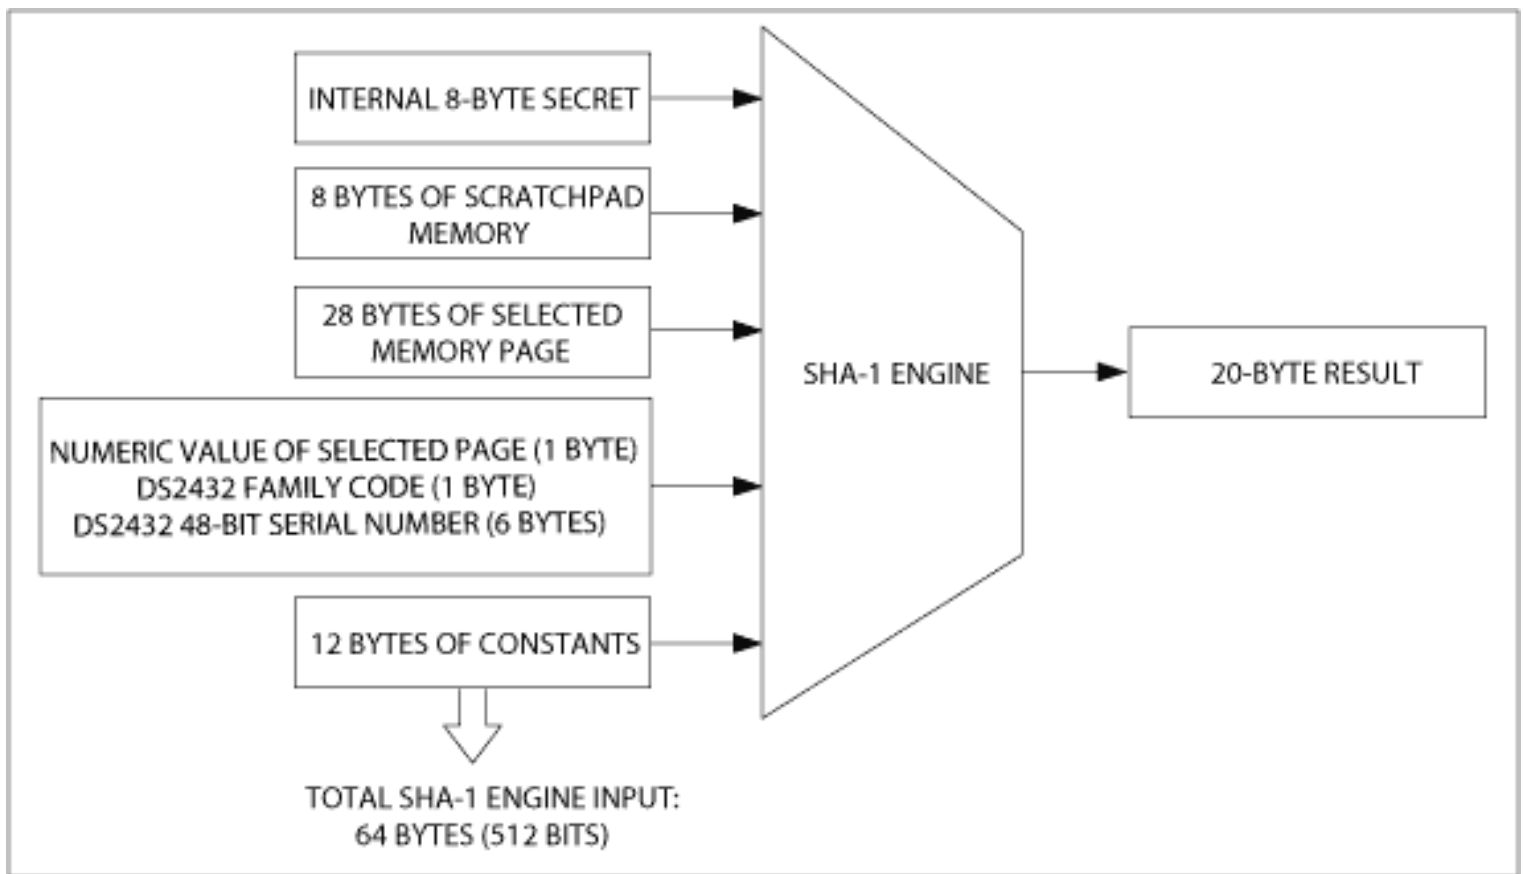 INTERNAL 8-BYTE SECRET
8 BYTES OF SCRATCHPAD
MEMORY
28 BYTES OF SELECTED
MEMORY PAGE
NUMERIC VALUE OF SELECTED PAGE (1 BYTE)
DS2432 FAMILY CODE (1 BYTE)
DS2432 48-BIT SERIAL NUMBER (6 BYTES)
12 BYTES OF CONSTANTS
TOTAL SHA-1 ENGINE INPUT:
64 BYTES (512 BITS)
SHA-1 ENGINE
20-BYTE RESULT